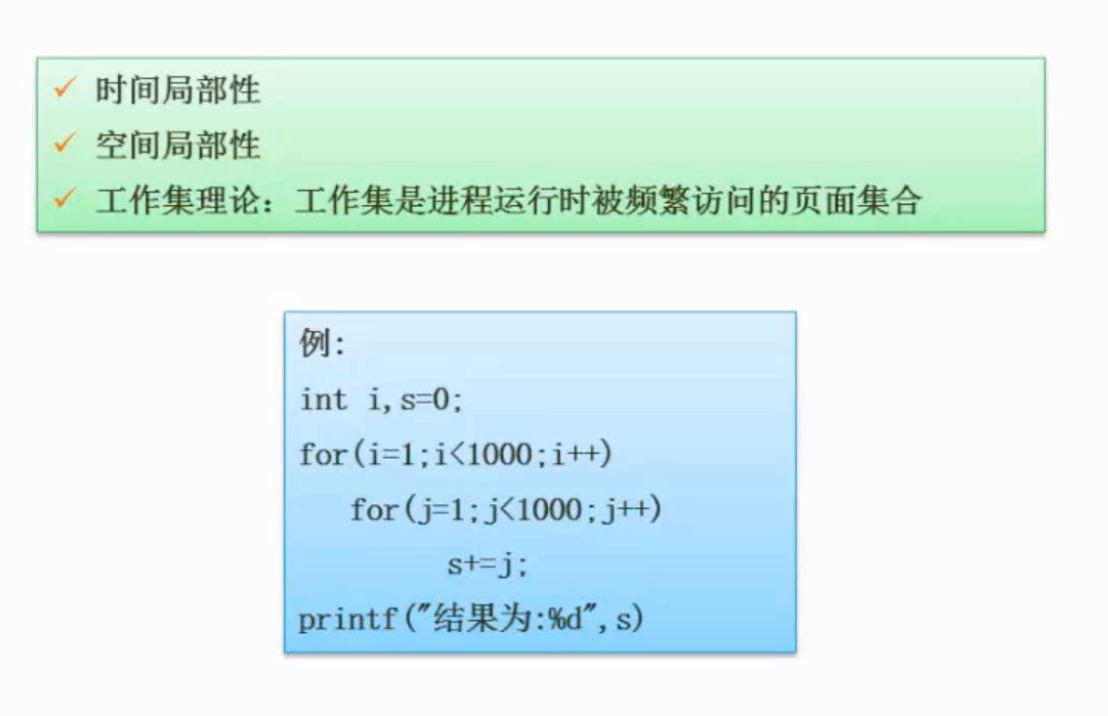 ✓ 时间局部性
✓ 空间局部性
✓ 工作集理论：工作集是进程运行时被频繁访问的页面集合
例:
int i,s=0;
for(i=1;i<1000;i++)
for(j=1;j<1000;j++)
s+=j;
printf("结果为:%d",s)